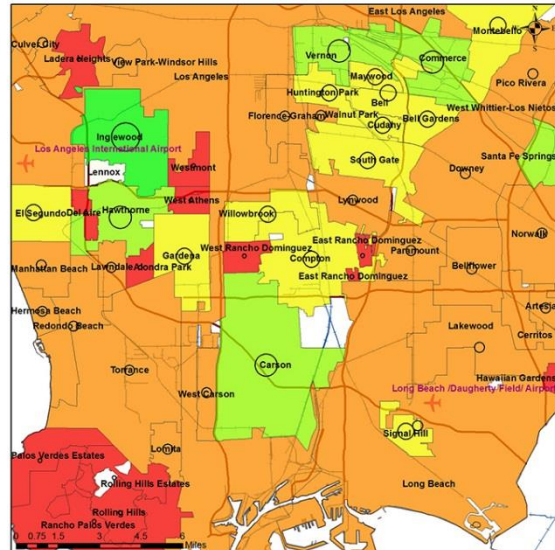 East Los Angeles
Montebello
Culver City
Ladera Heights
View Park-Windsor Hills
Vernon
Commerce
Los Angeles
Maywood
Pico Rivera
Huntington Park
Bell
West Whittier-Los Nietos
Florence-Graham
Walnut Park
Cudahy
Bell Gardens
Inglewood
Los Angeles International Airport
Santa Fe Springs
South Gate
Westmont
Lennox
Downey
West Athens
Lynwood
El Segundo
Del Aire
Hawthorne
Willowbrook
Norwalk
West Rancho Dominguez
East Rancho Dominguez
Gardena
Compton
Paramount
Manhattan Beach
Lawndale
Alondra Park
East Rancho Dominguez
Bellflower
Hermosa Beach
Artesia
Redondo Beach
Lakewood
Cerritos
Carson
Torrance
Hawaiian Gardens
West Carson
Long Beach /Daugherty Field/ Airport
Signal Hill
Palos Verdes Estates
Lomita
Rolling Hills Estates
Long Beach
Rolling Hills
Rancho Palos Verdes
0 0.75 1.5 3 4.5 6
Miles